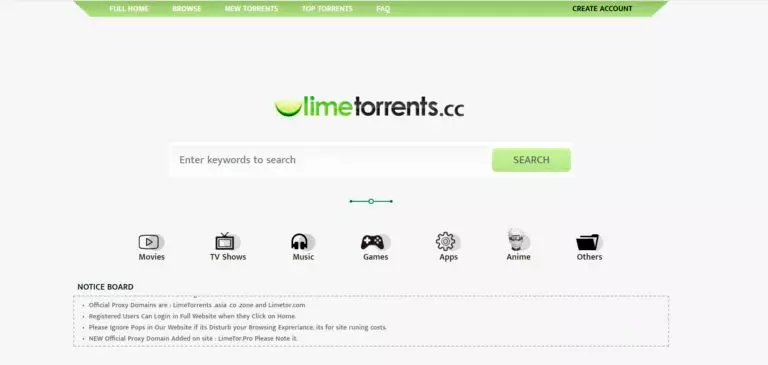 FULL HOME BROWSE NEW TORRENTS TOP TORRENTS FAQ CREATE ACCOUNT
limetorrents.cc
Enter keywords to search SEARCH
Movies TV Shows Music Games Apps Anime Others
NOTICE BOARD
Official Proxy Domains are : LimeTorrents .asia .co .zone and Limetor.com
Registered Users Can Login in Full Website when they Click on Home.
Please Ignore Pops in Our Website if its Disturb your Browsing Expreriance, its for site runing costs.
NEW Official Proxy Domain Added on site : LimeTor.Pro Please Note it.